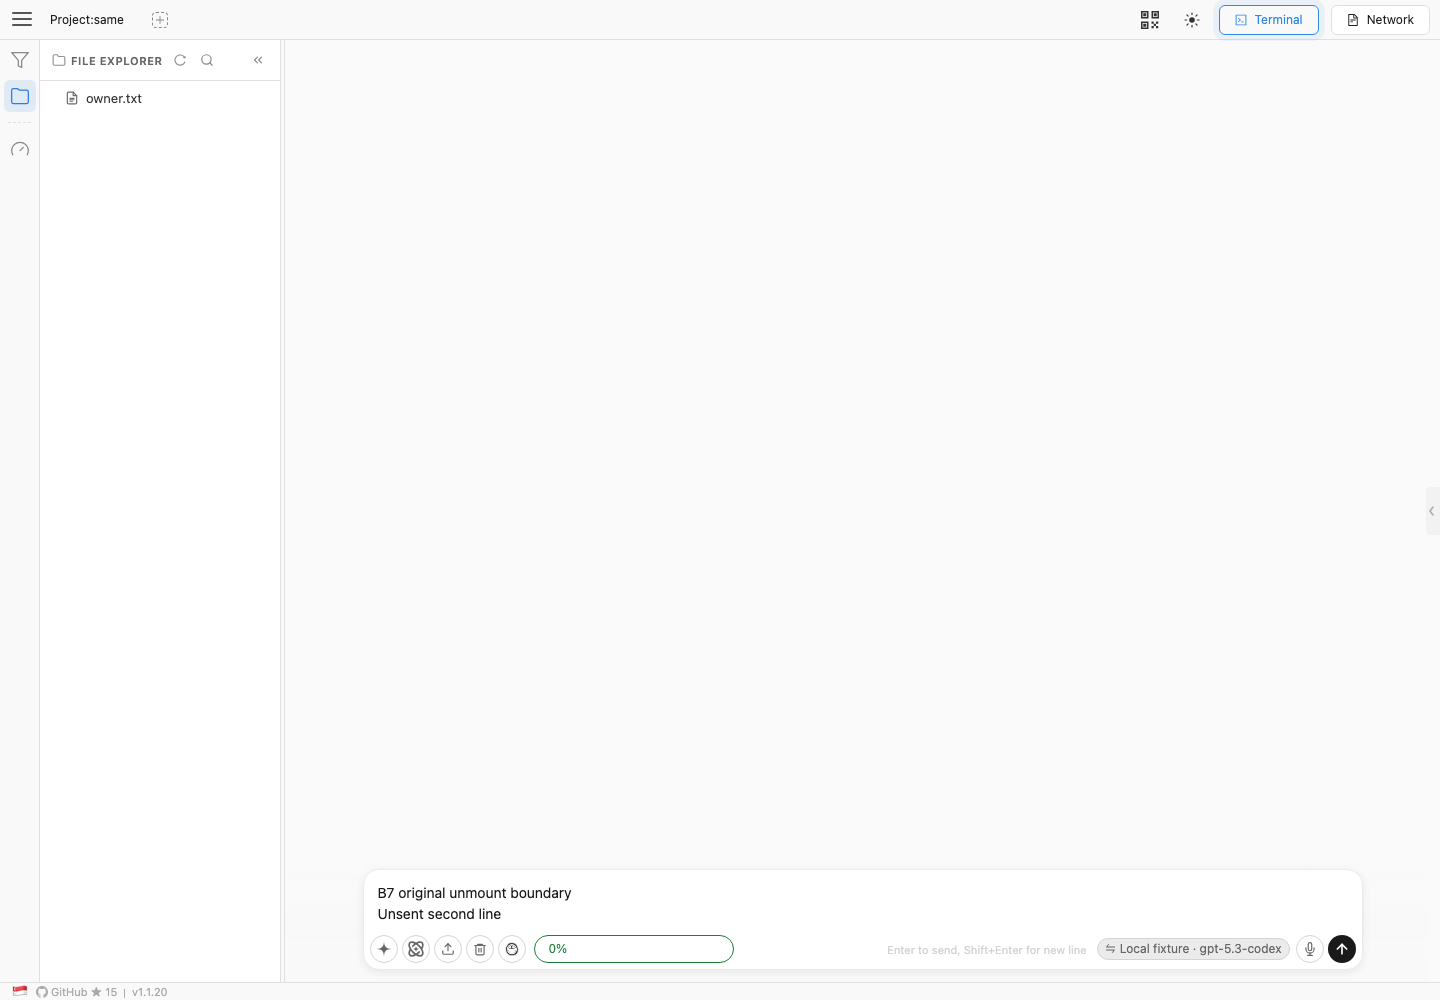 Project:same
Terminal
Network
FILE EXPLORER
owner.txt
B7 original unmount boundary
Unsent second line
0%
Enter to send, Shift+Enter for new line
Local fixture · gpt-5.3-codex
GitHub ★ 15 | v1.1.20